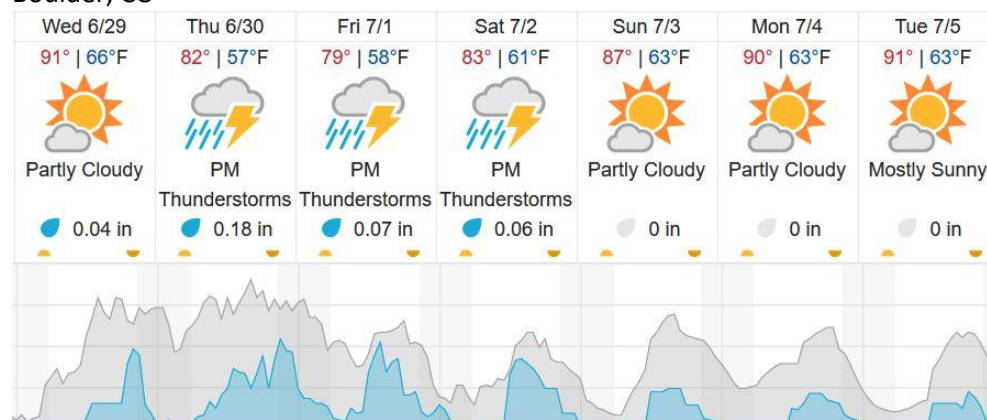 Wed 6/29 Thu 6/30 Fri 7/1 Sat 7/2 Sun 7/3 Mon 7/4 Tue 7/5
91° | 66°F 82° | 57°F 79° | 58°F 83° | 61°F 87° | 63°F 90° | 63°F 91° | 63°F
Partly Cloudy PM PM PM Partly Cloudy Partly Cloudy Mostly Sunny
Thunderstorms Thunderstorms Thunderstorms
0.04 in 0.18 in 0.07 in 0.06 in 0 in 0 in 0 in